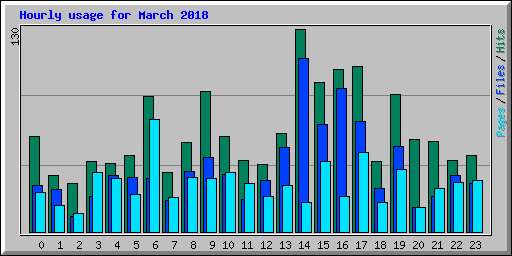 Hourly usage for March 2018
130
Pages/Files/Hits
0 1 2 3 4 5 6 7 8 9 10 11 12 13 14 15 16 17 18 19 20 21 22 23